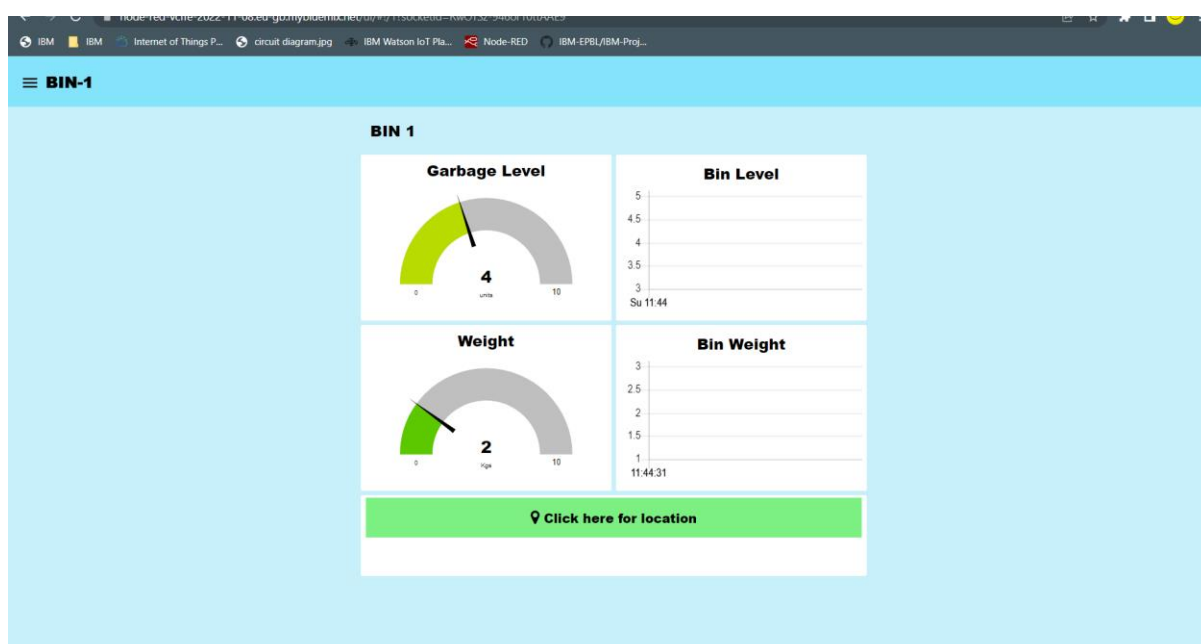 IBM IBM Internet of Things P... circuit diagram.jpg IBM Watson IoT Pla... Node-RED IBM-EPBL/IBM-Proj...
BIN-1
BIN 1
Garbage Level
4
units
0 10
Bin Level
5
4.5
4
3.5
3
Su 11:44
Weight
2
Kgs
0 10
Bin Weight
3
2.5
2
1.5
1
11:44:31
Click here for location